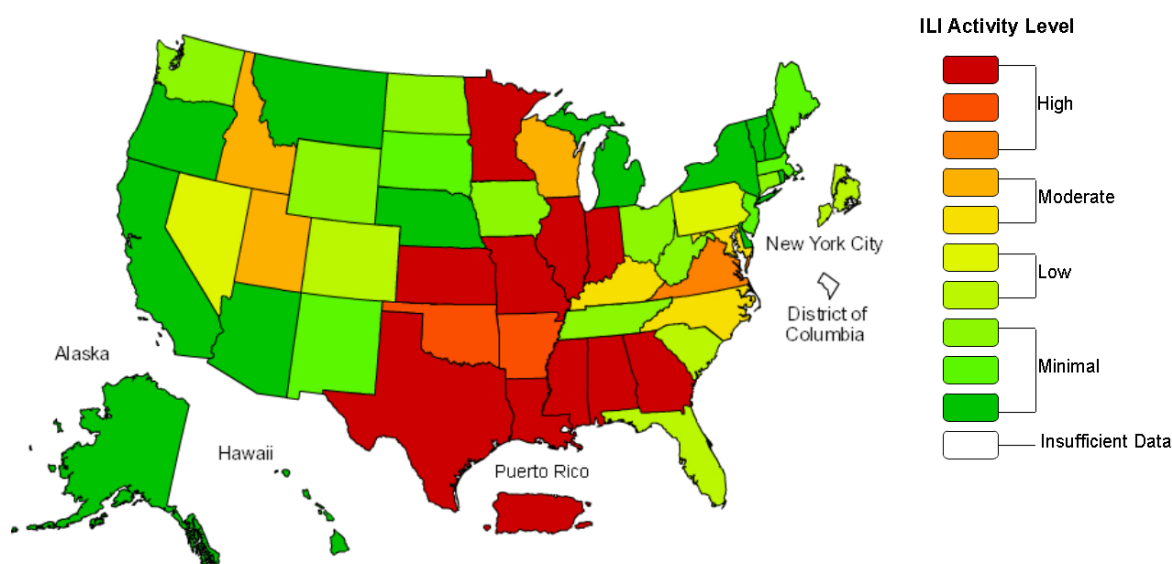 ILI Activity Level
High
Moderate
Low
Minimal
Insufficient Data
New York City
District of
Columbia
Alaska
Hawaii
Puerto Rico